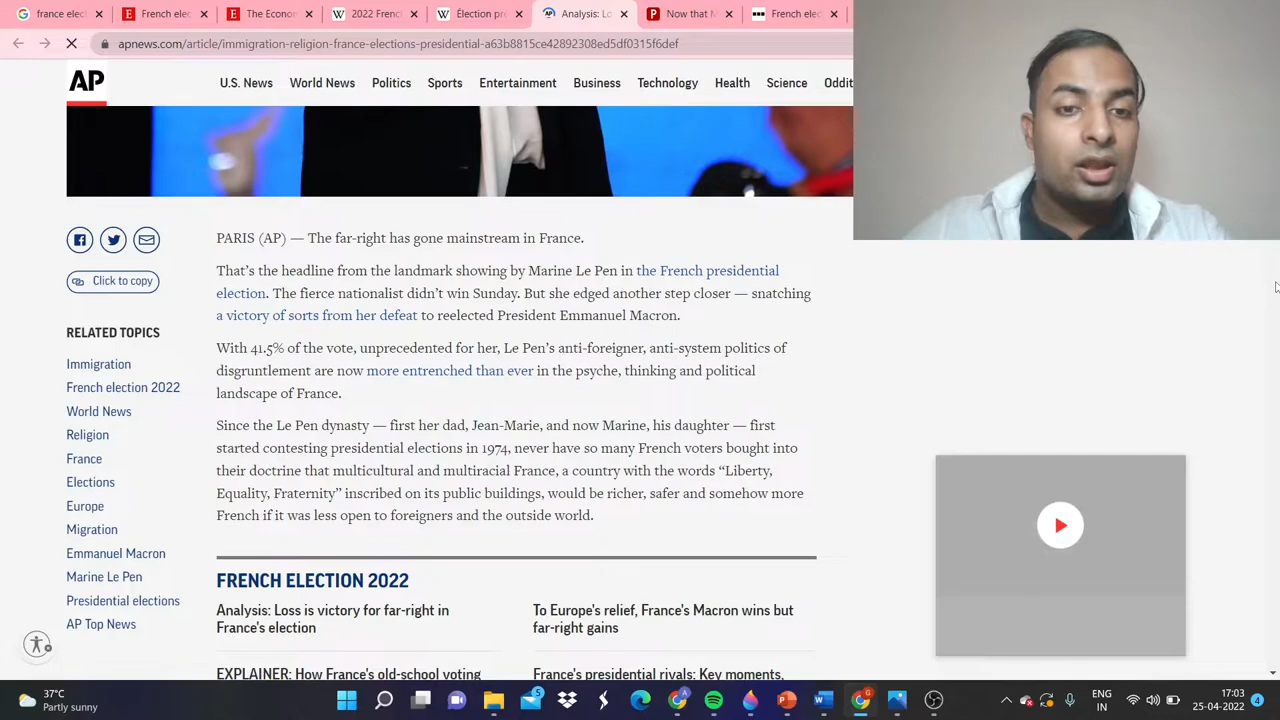 france elect
French elec
The Econom
2022 French
Élection pré
Analysis: Lo
Now that M
French elec
apnews.com/article/immigration-religion-france-elections-presidential-a63b8815ce42892308ed5df0315f6def
AP
U.S. News World News Politics Sports Entertainment Business Technology Health Science Oddit
Click to copy
RELATED TOPICS
Immigration
French election 2022
World News
Religion
France
Elections
Europe
Migration
Emmanuel Macron
Marine Le Pen
Presidential elections
AP Top News
PARIS (AP) — The far-right has gone mainstream in France.
That's the headline from the landmark showing by Marine Le Pen in the French presidential
election. The fierce nationalist didn't win Sunday. But she edged another step closer — snatching
a victory of sorts from her defeat to reelected President Emmanuel Macron.
With 41.5% of the vote, unprecedented for her, Le Pen's anti-foreigner, anti-system politics of
disgruntlement are now more entrenched than ever in the psyche, thinking and political
landscape of France.
Since the Le Pen dynasty — first her dad, Jean-Marie, and now Marine, his daughter — first
started contesting presidential elections in 1974, never have so many French voters bought into
their doctrine that multicultural and multiracial France, a country with the words “Liberty,
Equality, Fraternity” inscribed on its public buildings, would be richer, safer and somehow more
French if it was less open to foreigners and the outside world.
FRENCH ELECTION 2022
Analysis: Loss is victory for far-right in
France's election
To Europe's relief, France's Macron wins but
far-right gains
EXPLAINER: How France's old-school voting
France's presidential rivals: Key moments,
37°C
Partly sunny
ENG
IN
17:03
25-04-2022